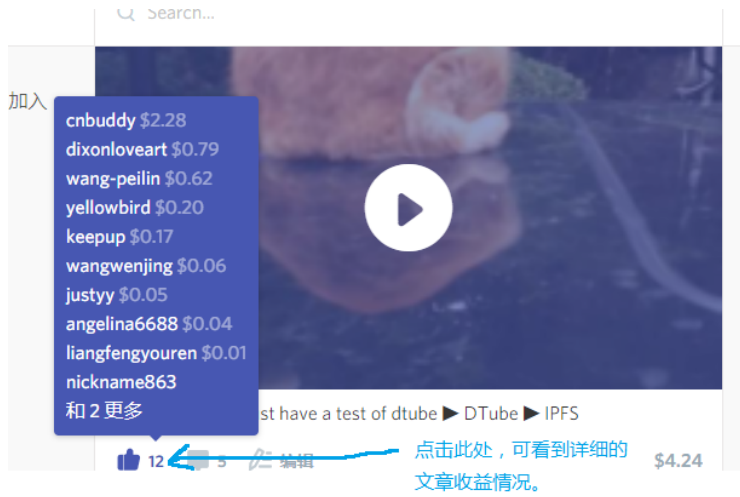 Search...
加入
cnbuddy $2.28
dixonloveart $0.79
wang-peilin $0.62
yellowbird $0.20
keepup $0.17
wangwenjing $0.06
justyy $0.05
angelina6688 $0.04
liangfengyouren $0.01
nickname863
和 2 更多
st have a test of dtube ▶ DTube ▶ IPFS
12 5 编辑 $4.24
点击此处，可看到详细的
文章收益情况。